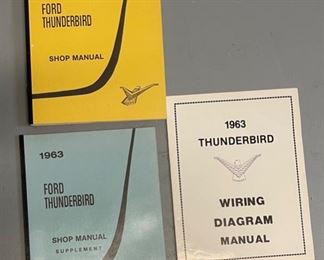 FORD
THUNDERBIRD
SHOP MANUAL
1963
FORD
THUNDERBIRD
SHOP MANUAL
SUPPLEMENT
1963
THUNDERBIRD
WIRING
DIAGRAM
MANUAL